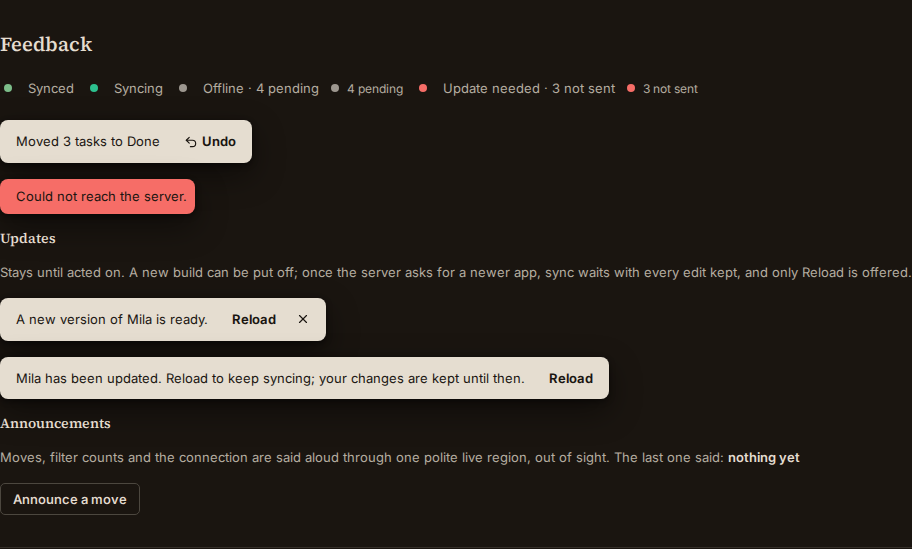 Feedback
Synced Syncing Offline · 4 pending 4 pending Update needed · 3 not sent 3 not sent
Moved 3 tasks to Done Undo
Could not reach the server.
Updates
Stays until acted on. A new build can be put off; once the server asks for a newer app, sync waits with every edit kept, and only Reload is offered.
A new version of Mila is ready. Reload
Mila has been updated. Reload to keep syncing; your changes are kept until then. Reload
Announcements
Moves, filter counts and the connection are said aloud through one polite live region, out of sight. The last one said: nothing yet
Announce a move